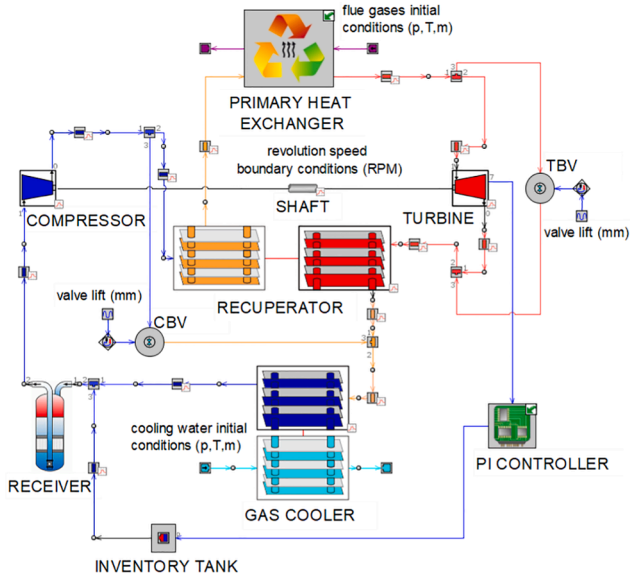 flue gases initial
conditions (p,T,m)
PRIMARY HEAT
EXCHANGER
revolution speed
boundary conditions (RPM)
TBV
COMPRESSOR
SHAFT
TURBINE
valve lift (mm)
valve lift (mm)
RECUPERATOR
CBV
cooling water initial
conditions (p,T,m)
RECEIVER
GAS COOLER
PI CONTROLLER
INVENTORY TANK